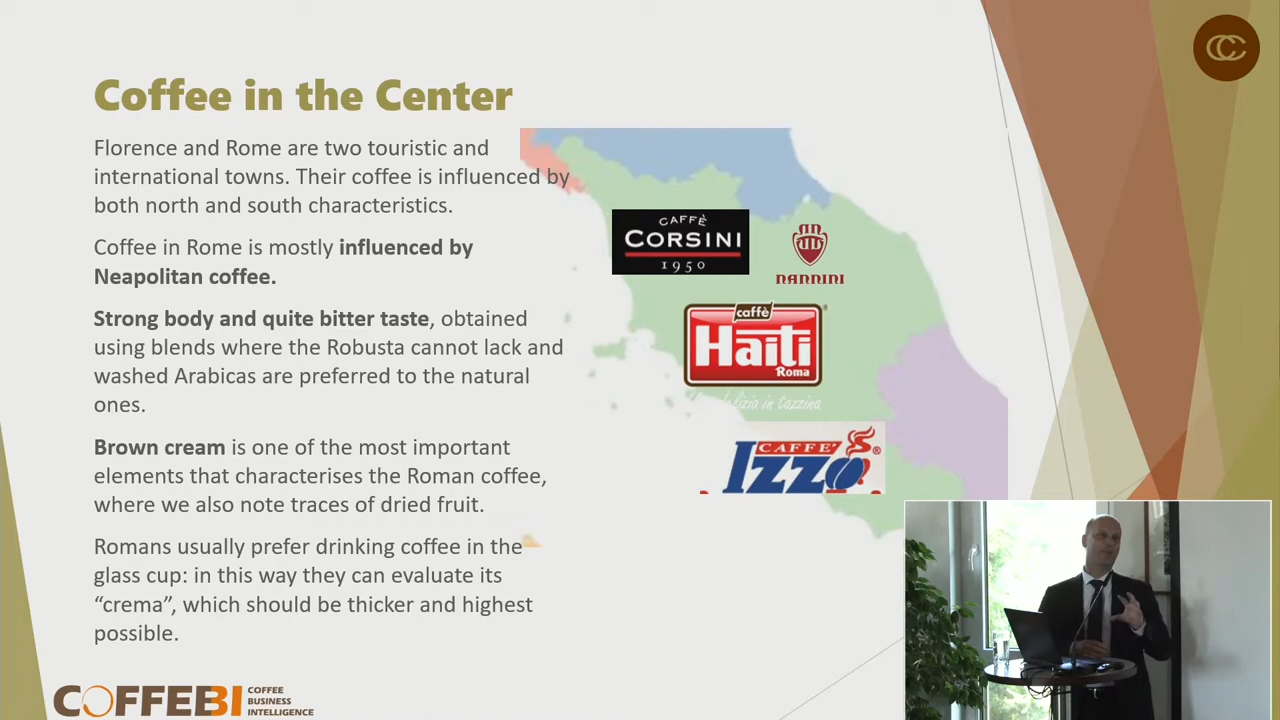 Coffee in the Center
Florence and Rome are two touristic and
international towns. Their coffee is influenced by
both north and south characteristics.
Coffee in Rome is mostly influenced by
Neapolitan coffee.
Strong body and quite bitter taste, obtained
using blends where the Robusta cannot lack and
washed Arabicas are preferred to the natural
ones.
Brown cream is one of the most important
elements that characterises the Roman coffee,
where we also note traces of dried fruit.
Romans usually prefer drinking coffee in the
glass cup: in this way they can evaluate its
“crema”, which should be thicker and highest
possible.
CAFFÈ
CORSINI
1950
NANNINI
caffè
Haiti
Roma
in tazzina
CAFFE'
IZZO
®
COFFEBI
COFFEE
BUSINESS
INTELLIGENCE